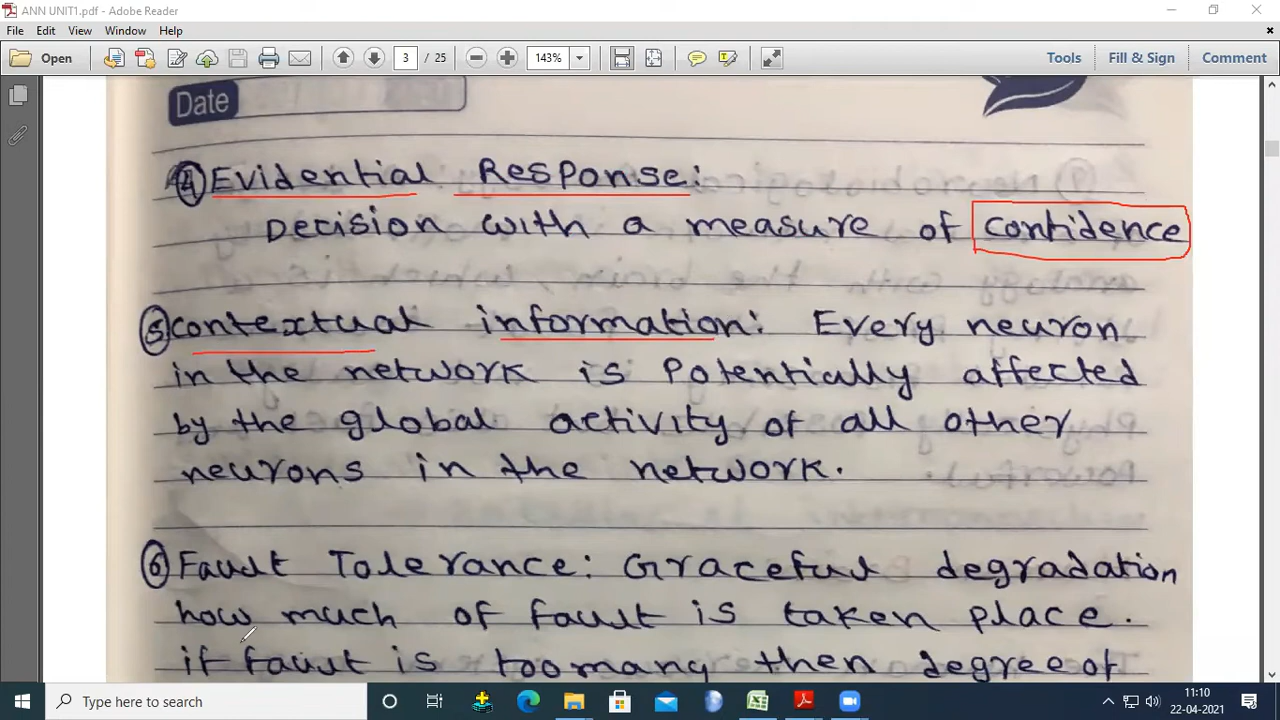 ANN UNIT1.pdf - Adobe Reader
File Edit View Window Help
Open 3 / 25 143% Tools Fill & Sign Comment
Date
④ Evidential Response:
Decision with a measure of confidence
⑤ contextual information: Every neuron
in the network is Potentially affected
by the global activity of all other
neurons in the network.
⑥ Fault Tolerance: Graceful degradation
how much of fault is taken place.
if fault is too many then degree of
Type here to search
11:10
22-04-2021